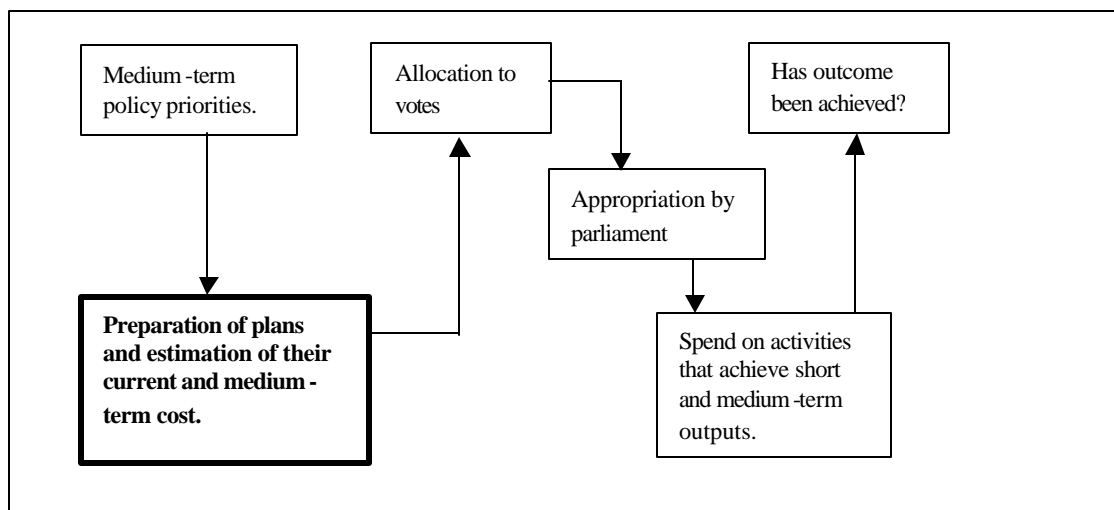 Medium -term
policy priorities.
Preparation of plans
and estimation of their
current and medium -
term cost.
Allocation to
votes
Appropriation by
parliament
Spend on activities
that achieve short
and medium -term
outputs.
Has outcome
been achieved?